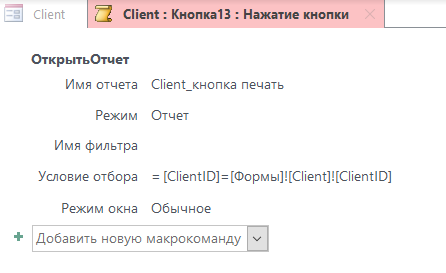 Client Client : Кнопка13 : Нажатие кнопки
ОткрытьОтчет
Имя отчета Client_кнопка печать
Режим Отчет
Имя фильтра
Условие отбора = [ClientID]=[Формы]![Client]![ClientID]
Режим окна Обычное
Добавить новую макрокоманду